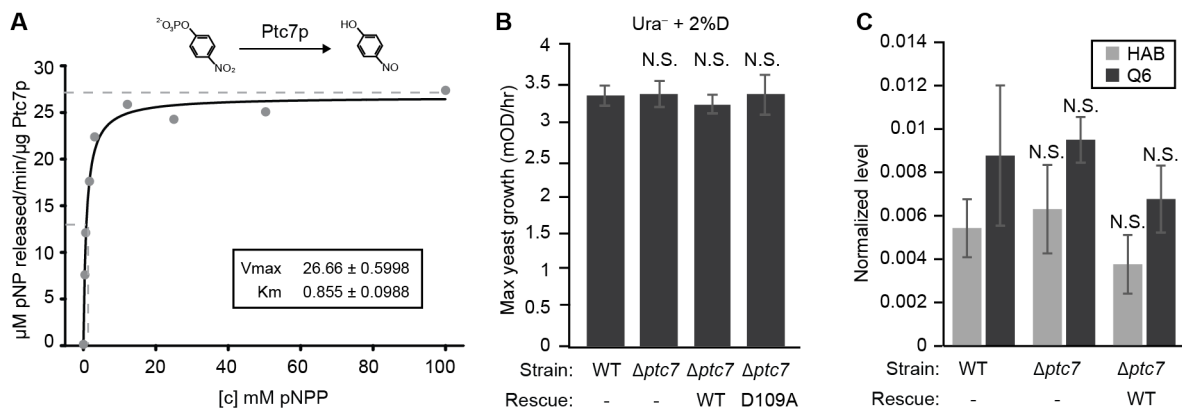 A
2-O3PO
NO2
Ptc7p
HO
NO
µM pNP released/min/µg Ptc7p
30
25
20
15
10
5
0
0 20 40 60 80 100
[c] mM pNPP
Vmax 26.66 ± 0.5998
Km 0.855 ± 0.0988
B
Ura– + 2%D
Max yeast growth (mOD/hr)
4
3.5
3
2.5
2
1.5
1
0.5
0
N.S. N.S. N.S.
Strain: WT Δptc7 Δptc7 Δptc7
Rescue: - - WT D109A
C
Normalized level
0.014
0.012
0.01
0.008
0.006
0.004
0.002
0
HAB
Q6
N.S. N.S. N.S. N.S.
Strain: WT Δptc7 Δptc7
Rescue: - - WT